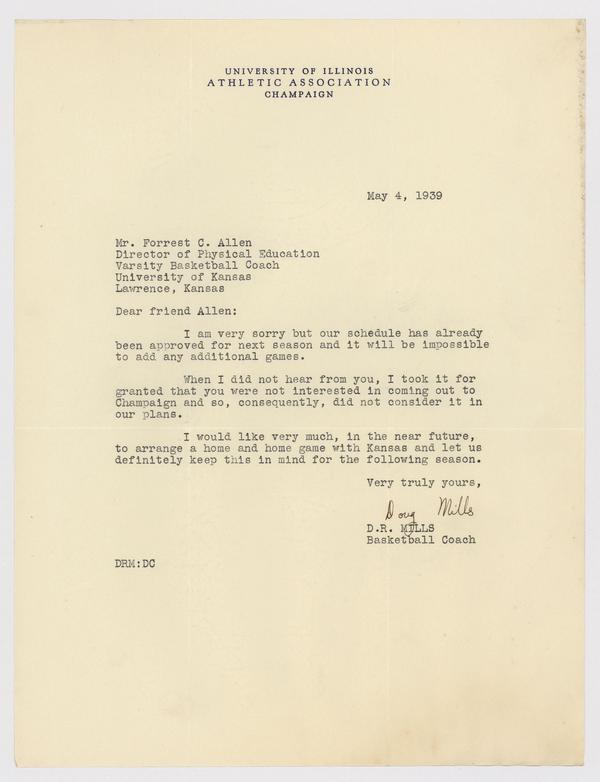 UNIVERSITY OF ILLINOIS
ATHLETIC ASSOCIATION
CHAMPAIGN
May 4, 1939
Mr. Forrest C. Allen
Director of Physical Education
Varsity Basketball Coach
University of Kansas
Lawrence, Kansas
Dear friend Allen:
I am very sorry but our schedule has already
been approved for next season and it will be impossible
to add any additional games.
When I did not hear from you, I took it for
granted that you were not interested in coming out to
Champaign and so, consequently, did not consider it in
our plans.
I would like very much, in the near future,
to arrange a home and home game with Kansas and let us
definitely keep this in mind for the following season.
Very truly yours,
Doug Mills
D.R. MILLS
Basketball Coach
DRM:DC